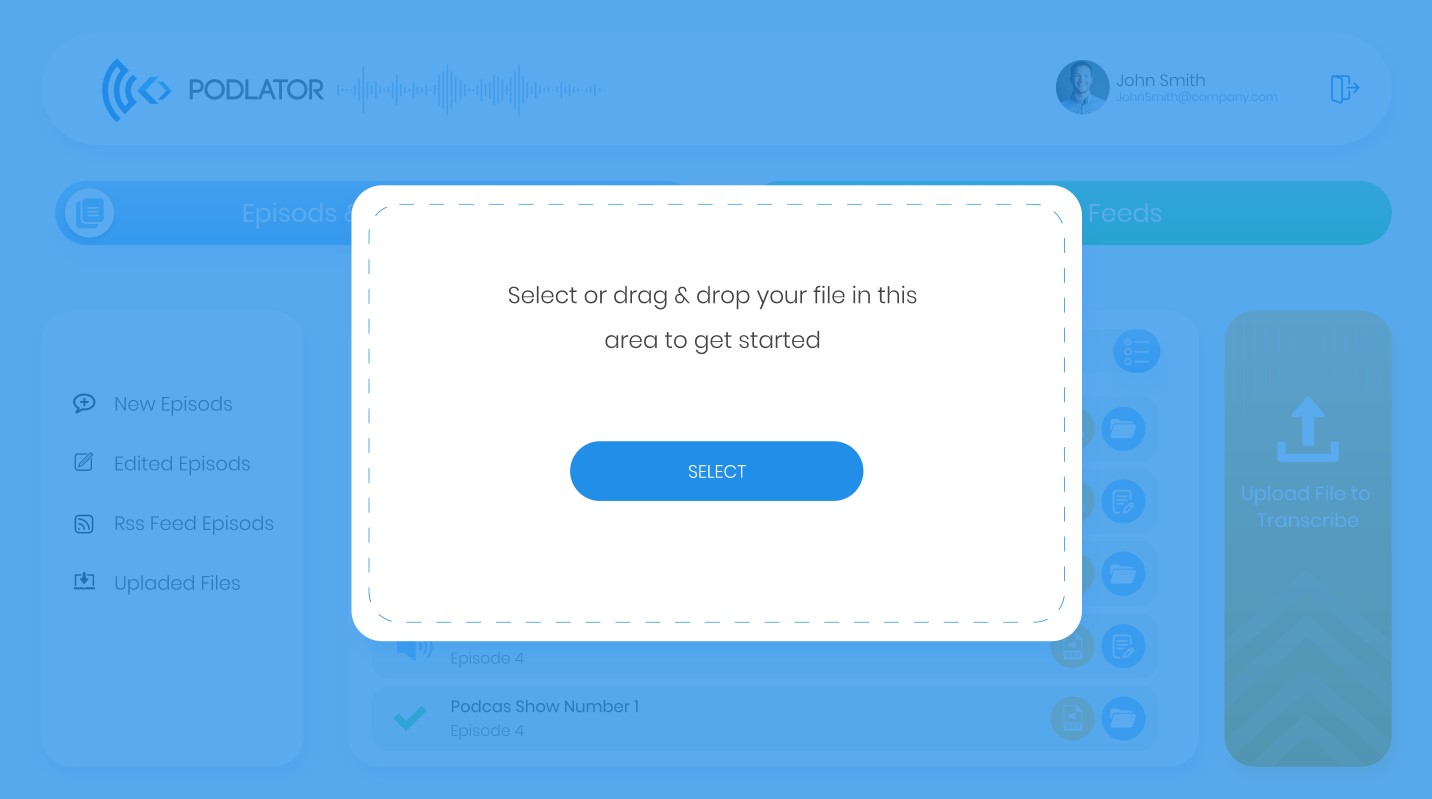 PODLATOR
John Smith
JohnSmith@company.com
Episods &
Feeds
Select or drag & drop your file in this
area to get started
SELECT
New Episods
Edited Episods
Rss Feed Episods
Upladed Files
Upload File to
Transcribe
Episode 4
Podcas Show Number 1
Episode 4